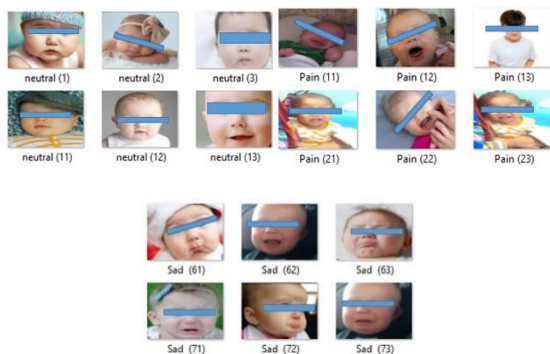 neutral (1) neutral (2) neutral (3) Pain (11) Pain (12) Pain (13)
neutral (11) neutral (12) neutral (13) Pain (21) Pain (22) Pain (23)
Sad (61) Sad (62) Sad (63)
Sad (71) Sad (72) Sad (73)